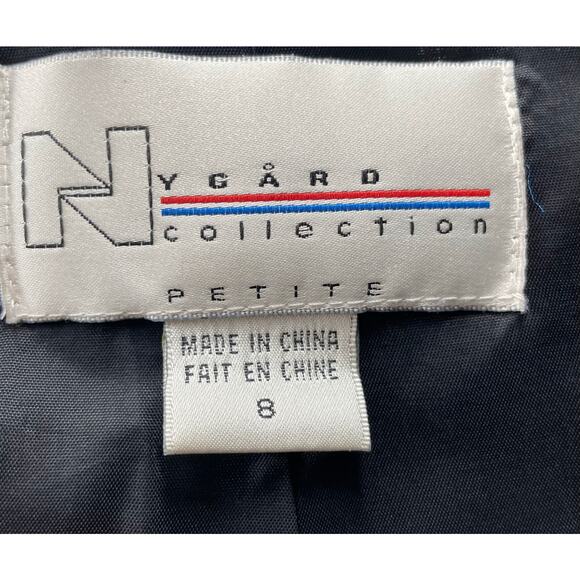 NYGÅRD
collection
PETITE
MADE IN CHINA
FAIT EN CHINE
8